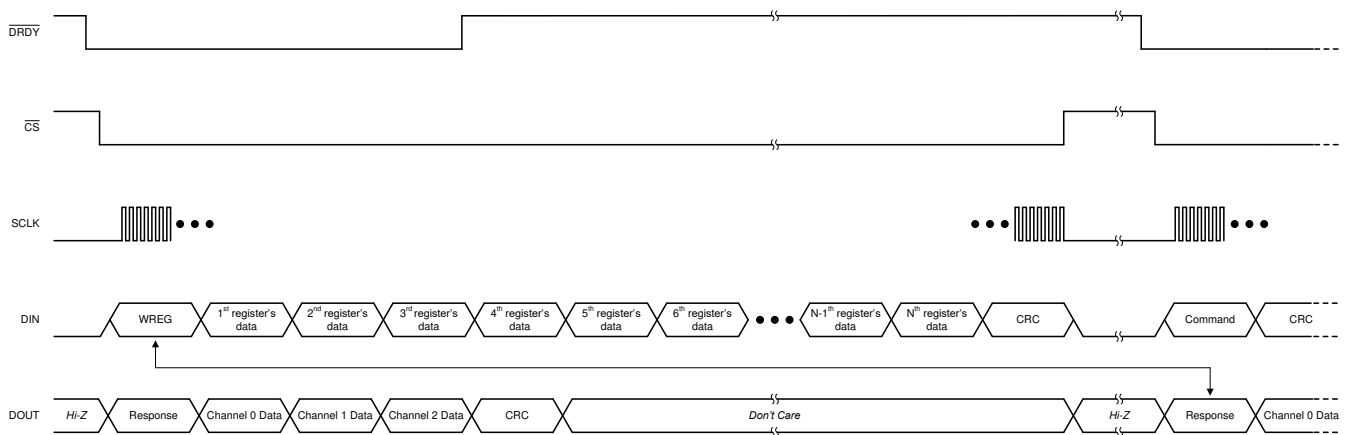 DRDY
CS
SCLK
DIN
WREG
1st register's
data
2nd register's
data
3rd register's
data
4th register's
data
5th register's
data
6th register's
data
N-1th register's
data
Nth register's
data
CRC
Command
CRC
DOUT
Hi-Z
Response
Channel 0 Data
Channel 1 Data
Channel 2 Data
CRC
Don't Care
Hi-Z
Response
Channel 0 Data